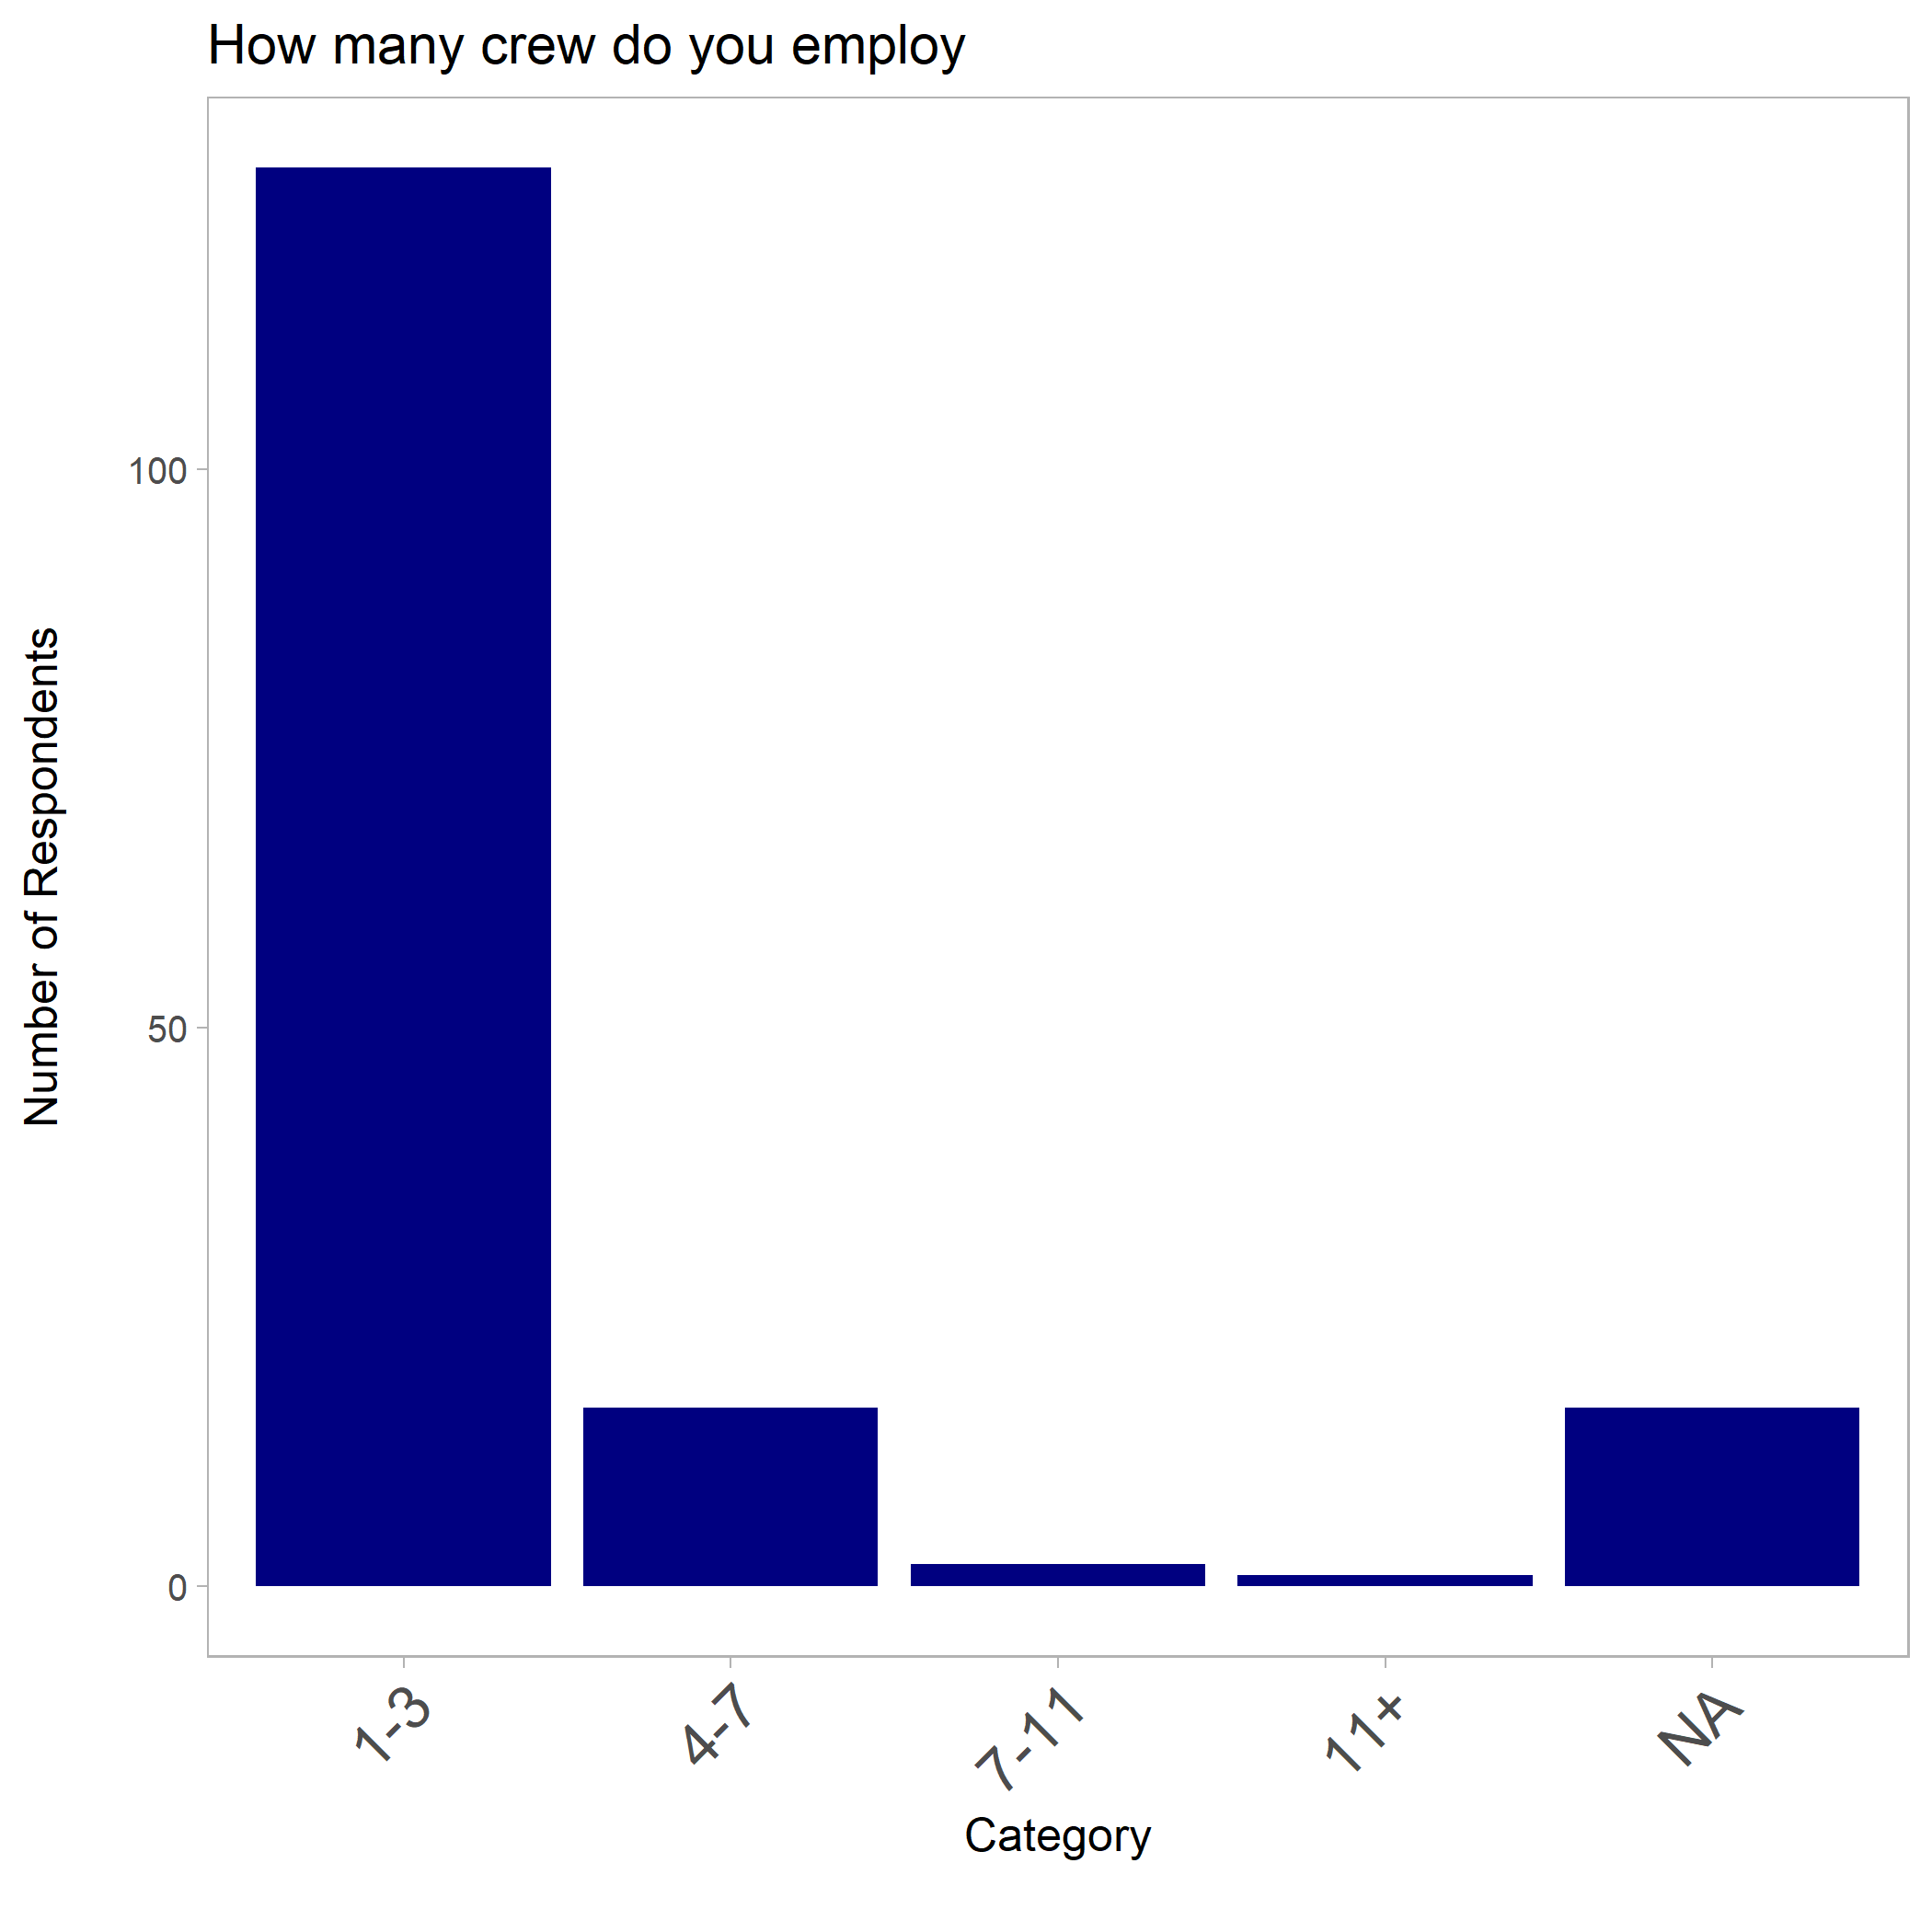 How many crew do you employ
Number of Respondents
100
50
0
1-3
4-7
7-11
11+
NA
Category